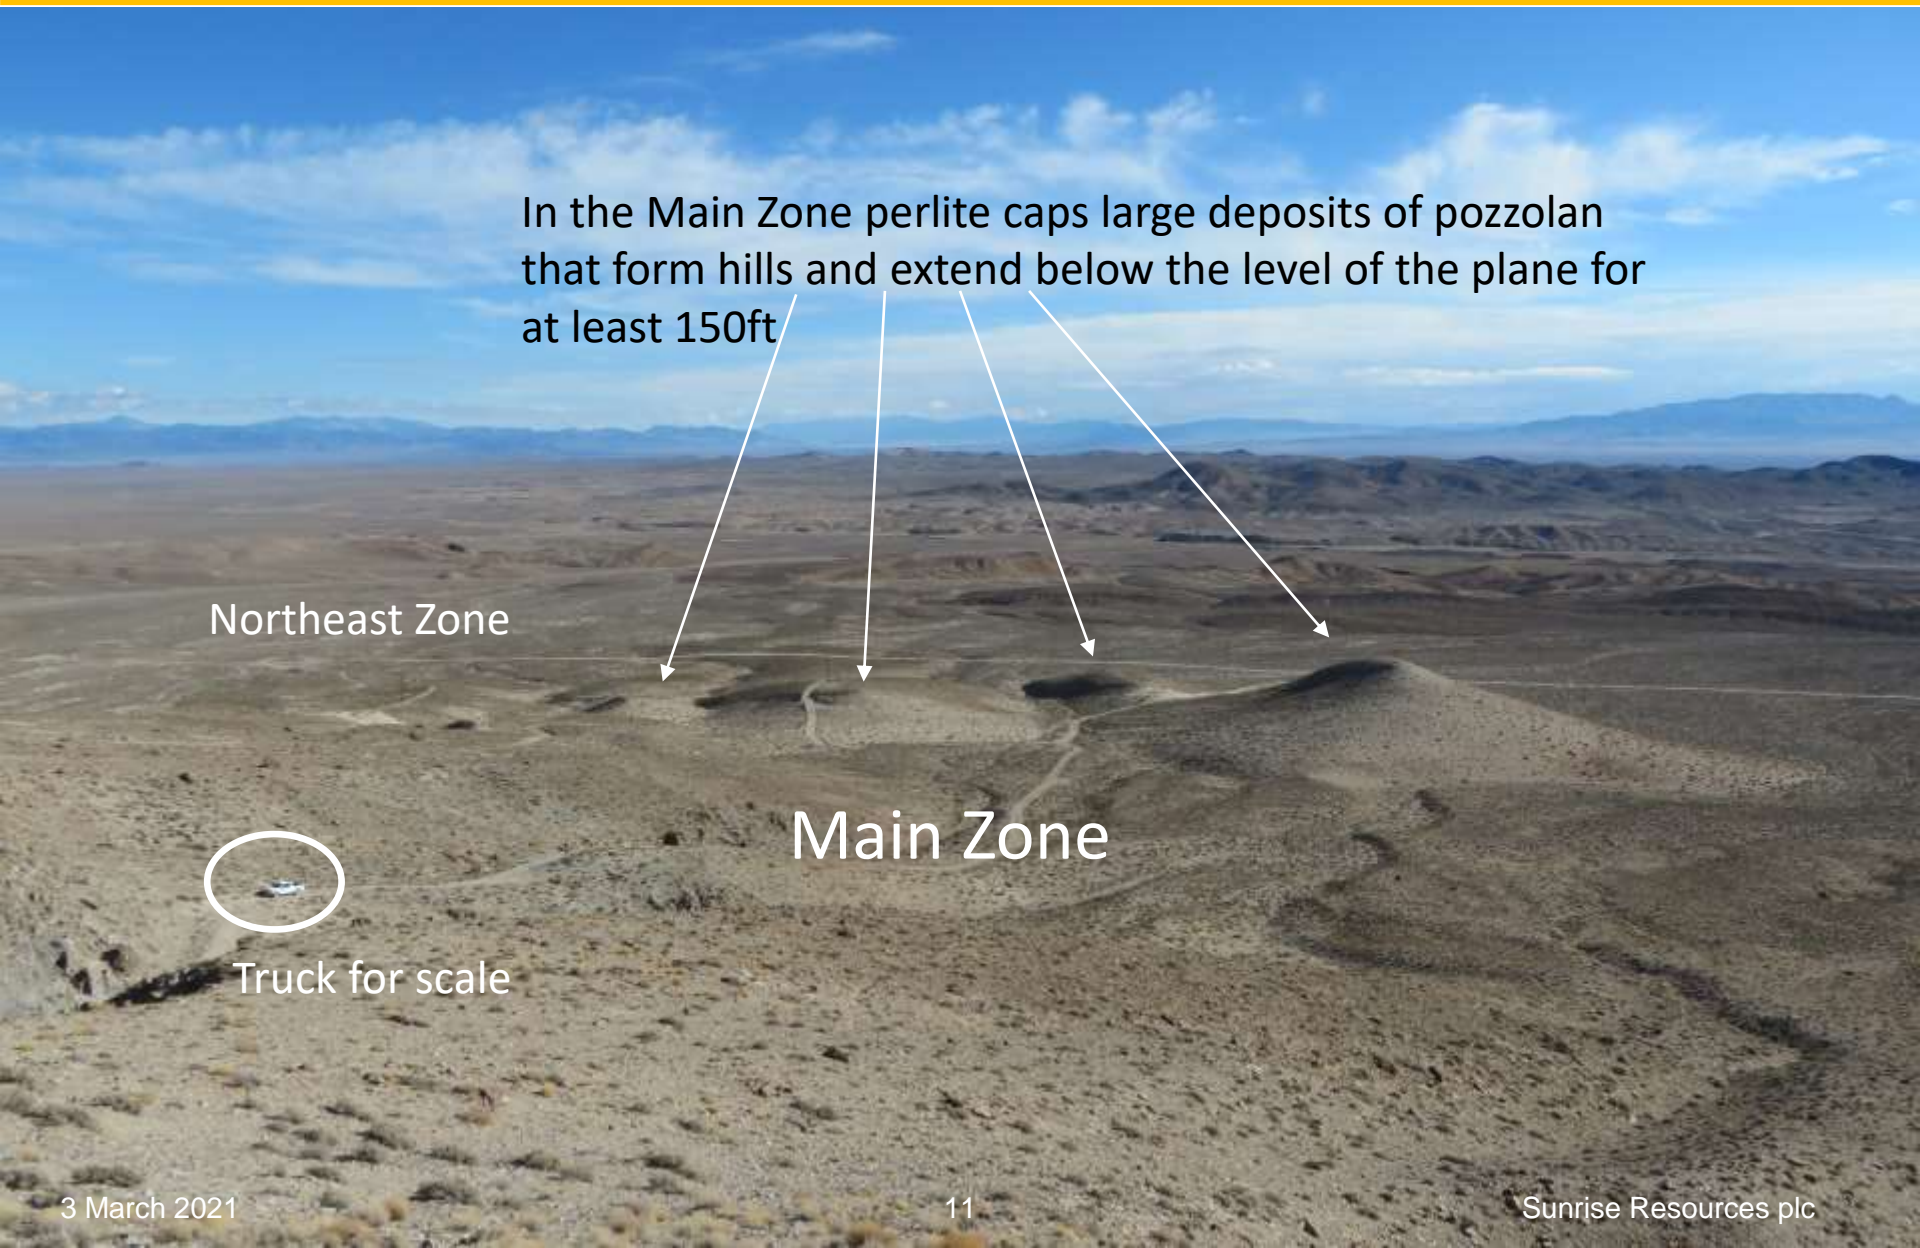 In the Main Zone perlite caps large deposits of pozzolan
that form hills and extend below the level of the plane for
at least 150ft
Northeast Zone
Main Zone
Truck for scale
3 March 2021
11
Sunrise Resources plc